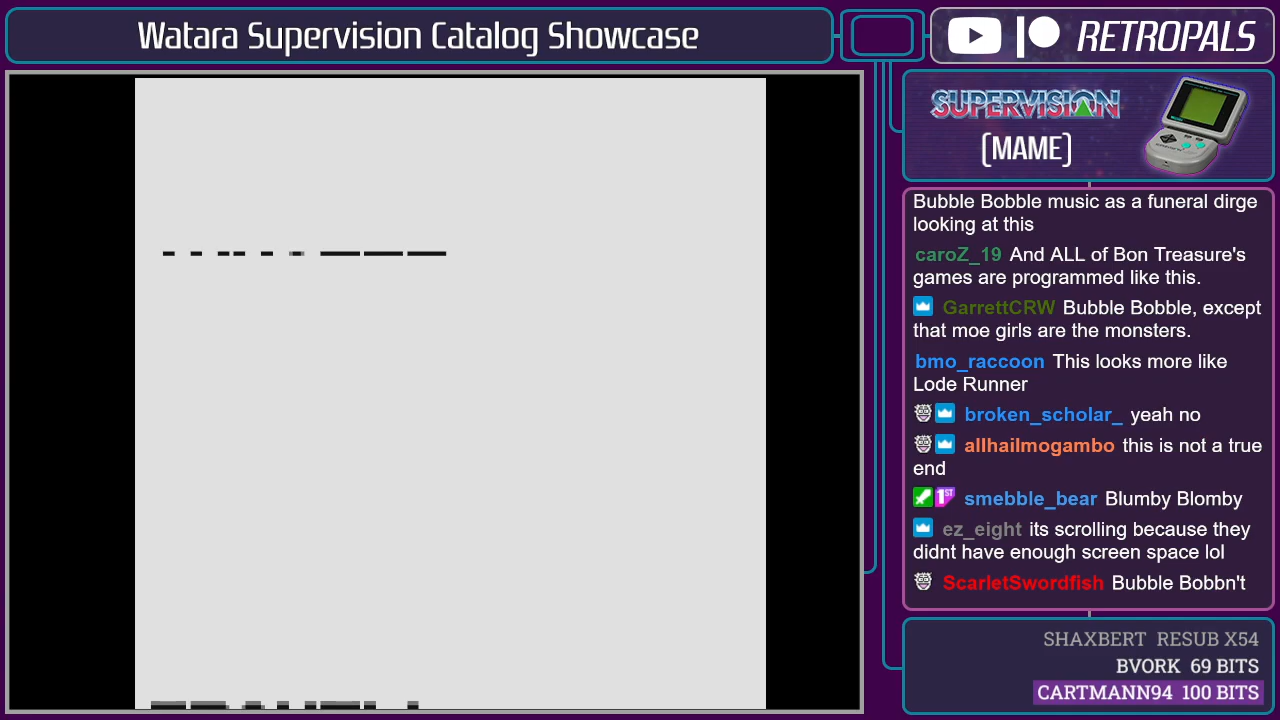 Watara Supervision Catalog Showcase
RETROPALS
SUPERVISION
[MAME]
Bubble Bobble music as a funeral dirge
looking at this
caroZ_19 And ALL of Bon Treasure's
games are programmed like this.
GarrettCRW Bubble Bobble, except
that moe girls are the monsters.
bmo_raccoon This looks more like
Lode Runner
broken_scholar_ yeah no
allhailmogambo this is not a true
end
1ST smebble_bear Blumby Blomby
ez_eight its scrolling because they
didnt have enough screen space lol
ScarletSwordfish Bubble Bobbn't
SHAXBERT RESUB X54
BVORK 69 BITS
CARTMANN94 100 BITS